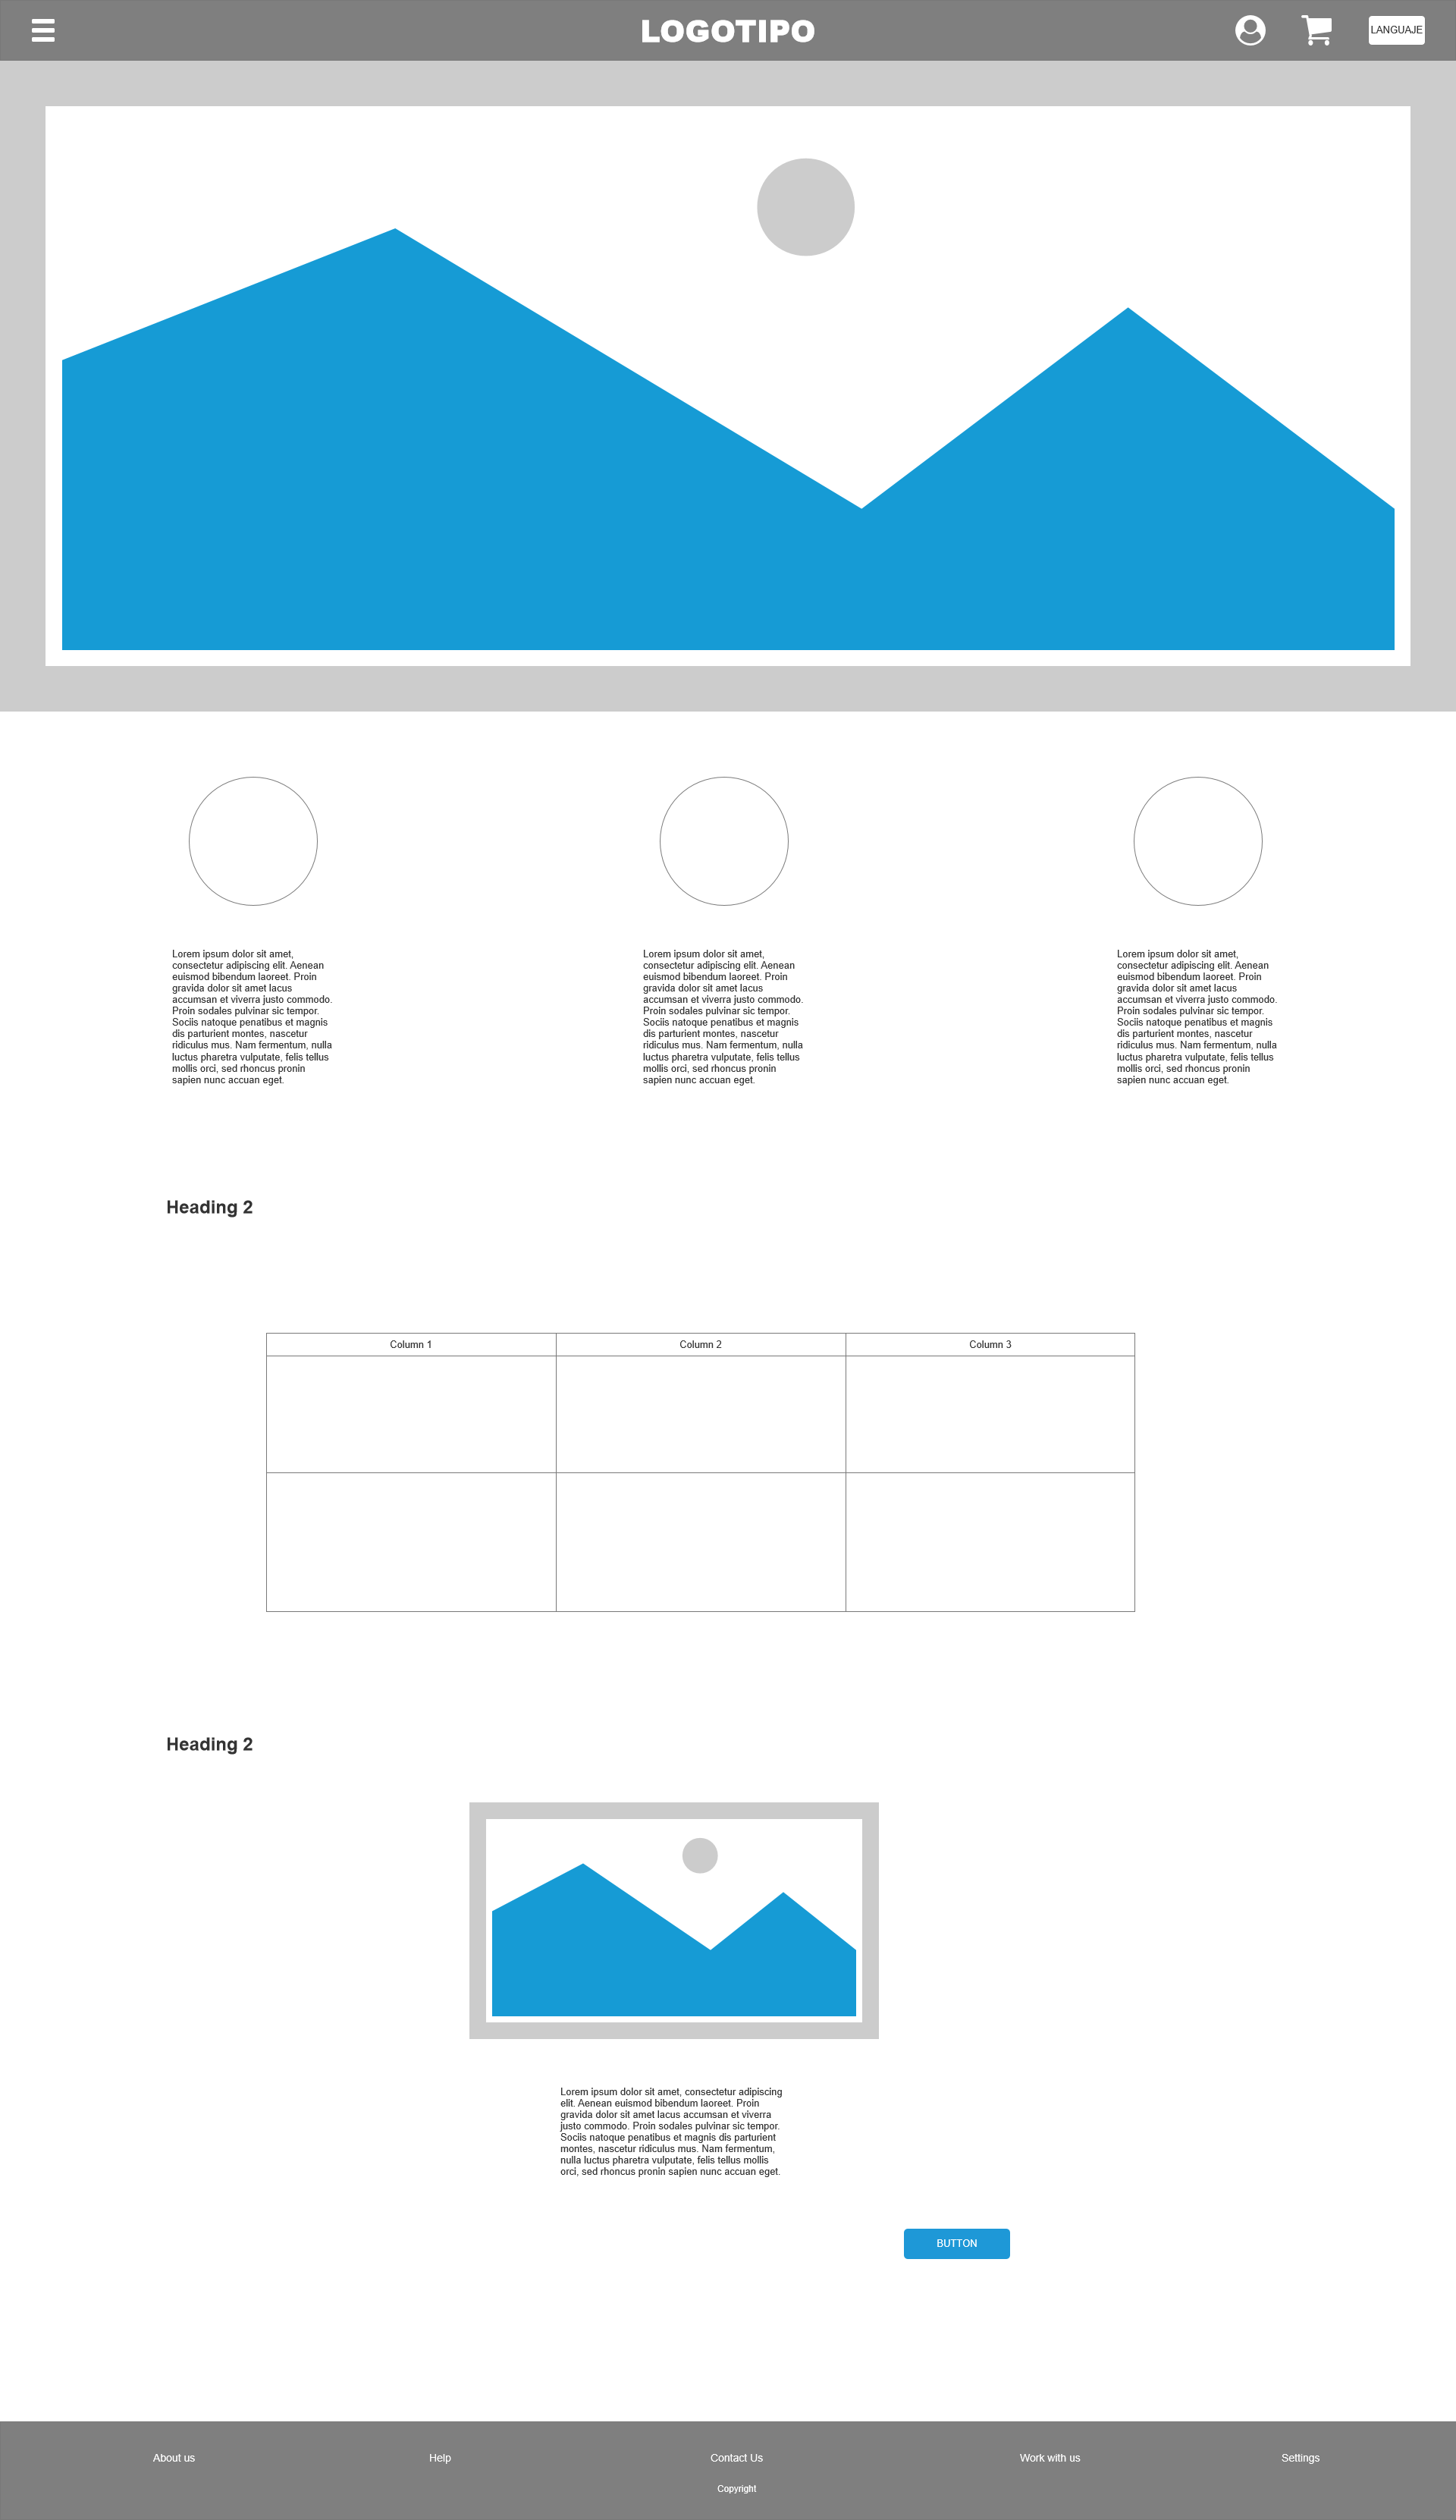 LOGOTIPO
LANGUAJE
Lorem ipsum dolor sit amet,
consectetur adipiscing elit. Aenean
euismod bibendum laoreet. Proin
gravida dolor sit amet lacus
accumsan et viverra justo commodo.
Proin sodales pulvinar sic tempor.
Sociis natoque penatibus et magnis
dis parturient montes, nascetur
ridiculus mus. Nam fermentum, nulla
luctus pharetra vulputate, felis tellus
mollis orci, sed rhoncus pronin
sapien nunc accuan eget.
Lorem ipsum dolor sit amet,
consectetur adipiscing elit. Aenean
euismod bibendum laoreet. Proin
gravida dolor sit amet lacus
accumsan et viverra justo commodo.
Proin sodales pulvinar sic tempor.
Sociis natoque penatibus et magnis
dis parturient montes, nascetur
ridiculus mus. Nam fermentum, nulla
luctus pharetra vulputate, felis tellus
mollis orci, sed rhoncus pronin
sapien nunc accuan eget.
Lorem ipsum dolor sit amet,
consectetur adipiscing elit. Aenean
euismod bibendum laoreet. Proin
gravida dolor sit amet lacus
accumsan et viverra justo commodo.
Proin sodales pulvinar sic tempor.
Sociis natoque penatibus et magnis
dis parturient montes, nascetur
ridiculus mus. Nam fermentum, nulla
luctus pharetra vulputate, felis tellus
mollis orci, sed rhoncus pronin
sapien nunc accuan eget.
Heading 2
Column 1 Column 2 Column 3
Heading 2
Lorem ipsum dolor sit amet, consectetur adipiscing
elit. Aenean euismod bibendum laoreet. Proin
gravida dolor sit amet lacus accumsan et viverra
justo commodo. Proin sodales pulvinar sic tempor.
Sociis natoque penatibus et magnis dis parturient
montes, nascetur ridiculus mus. Nam fermentum,
nulla luctus pharetra vulputate, felis tellus mollis
orci, sed rhoncus pronin sapien nunc accuan eget.
BUTTON
About us Help Contact Us Work with us Settings
Copyright